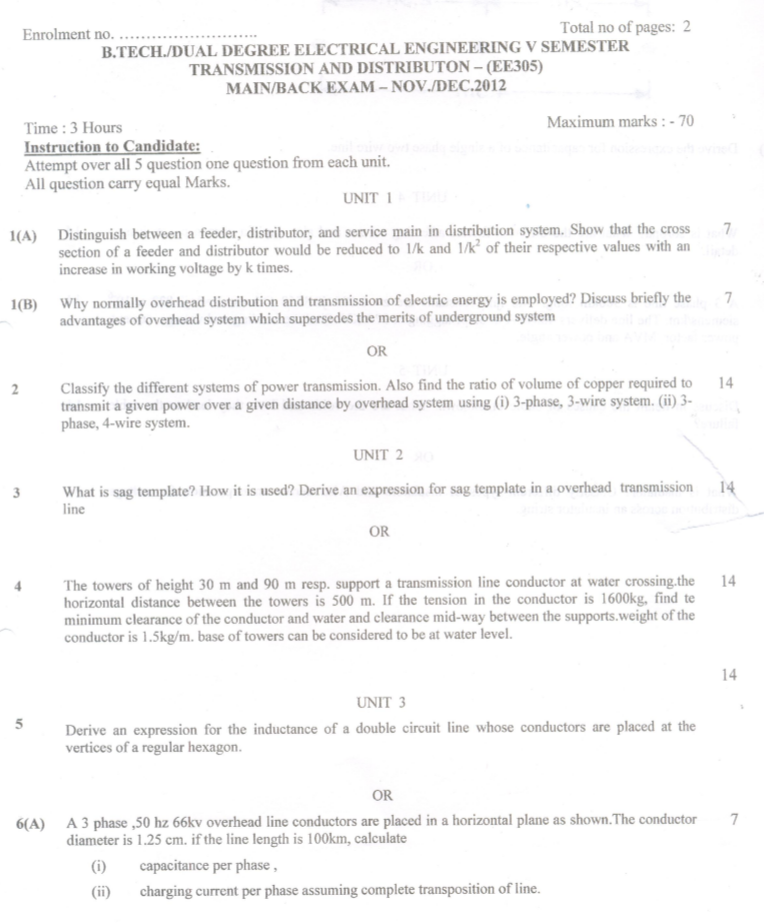 Enrolment no. ............................
Total no of pages: 2
B.TECH./DUAL DEGREE ELECTRICAL ENGINEERING V SEMESTER
TRANSMISSION AND DISTRIBUTON – (EE305)
MAIN/BACK EXAM – NOV./DEC.2012
Time : 3 Hours
Maximum marks : - 70
Instruction to Candidate:
Attempt over all 5 question one question from each unit.
All question carry equal Marks.
UNIT 1
1(A) Distinguish between a feeder, distributor, and service main in distribution system. Show that the cross 7
section of a feeder and distributor would be reduced to 1/k and 1/k² of their respective values with an
increase in working voltage by k times.
1(B) Why normally overhead distribution and transmission of electric energy is employed? Discuss briefly the 7
advantages of overhead system which supersedes the merits of underground system
OR
2 Classify the different systems of power transmission. Also find the ratio of volume of copper required to 14
transmit a given power over a given distance by overhead system using (i) 3-phase, 3-wire system. (ii) 3-
phase, 4-wire system.
UNIT 2
3 What is sag template? How it is used? Derive an expression for sag template in a overhead transmission 14
line
OR
4 The towers of height 30 m and 90 m resp. support a transmission line conductor at water crossing.the 14
horizontal distance between the towers is 500 m. If the tension in the conductor is 1600kg, find te
minimum clearance of the conductor and water and clearance mid-way between the supports.weight of the
conductor is 1.5kg/m. base of towers can be considered to be at water level.
14
UNIT 3
5 Derive an expression for the inductance of a double circuit line whose conductors are placed at the
vertices of a regular hexagon.
OR
6(A) A 3 phase ,50 hz 66kv overhead line conductors are placed in a horizontal plane as shown.The conductor 7
diameter is 1.25 cm. if the line length is 100km, calculate
(i) capacitance per phase ,
(ii) charging current per phase assuming complete transposition of line.